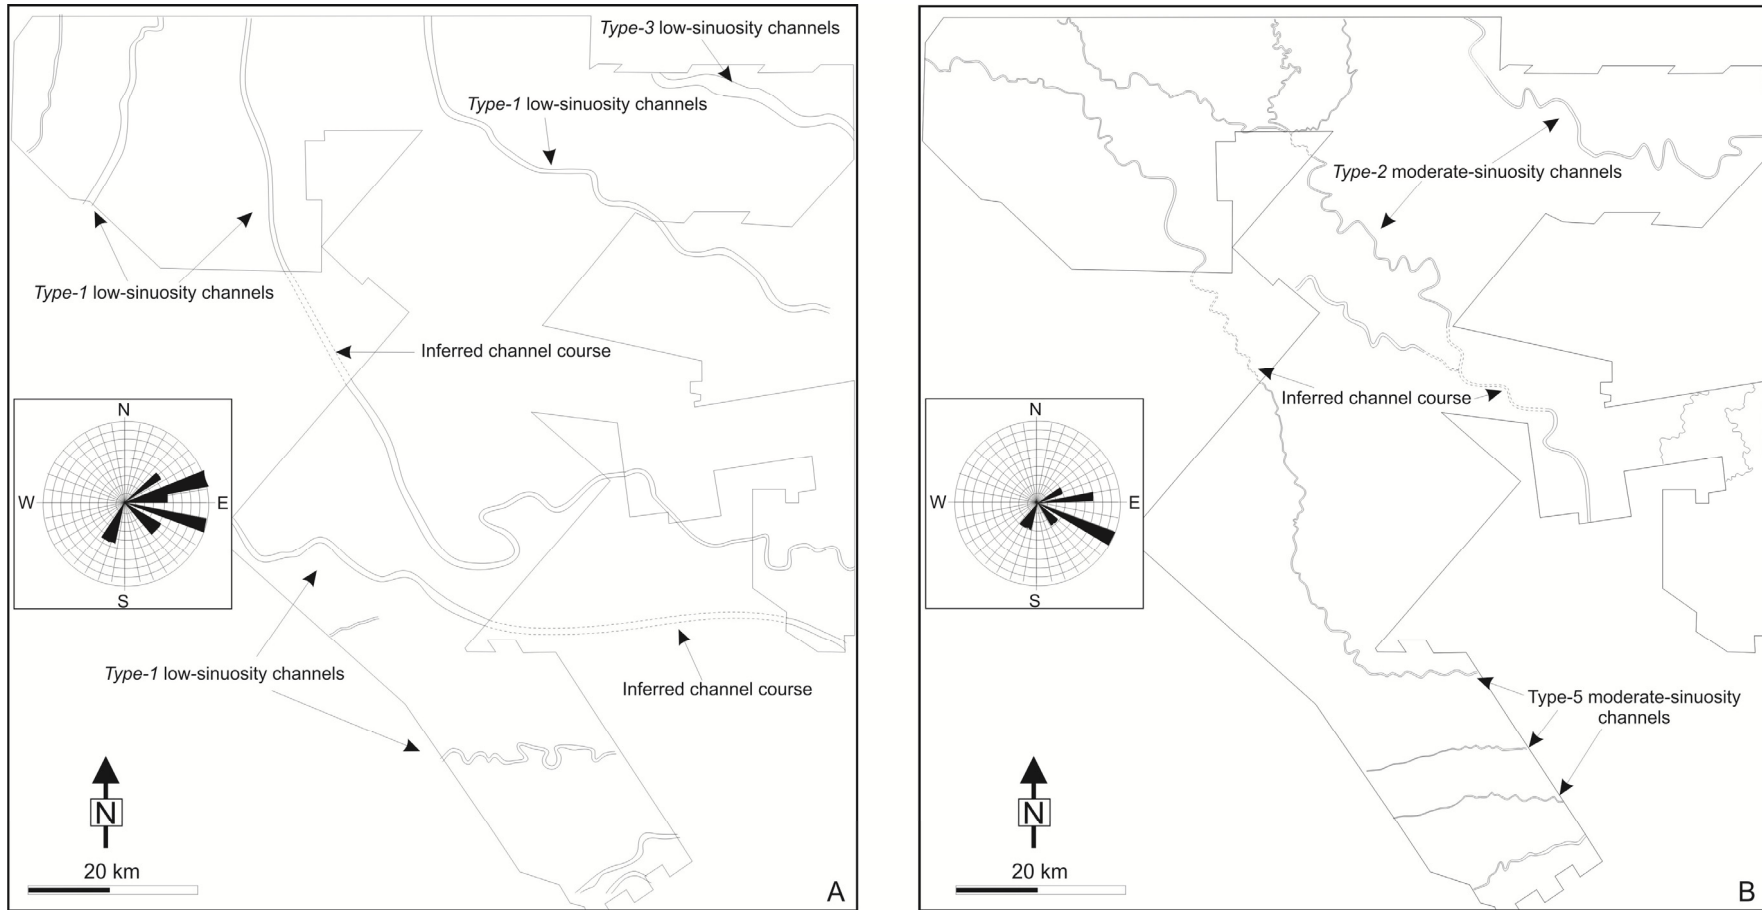 Type-3 low-sinuosity channels
Type-1 low-sinuosity channels
Type-1 low-sinuosity channels
Inferred channel course
N
W
E
S
Type-1 low-sinuosity channels
Inferred channel course
N
20 km
A
Type-2 moderate-sinuosity channels
Inferred channel course
N
W
E
S
Type-5 moderate-sinuosity
channels
N
20 km
B